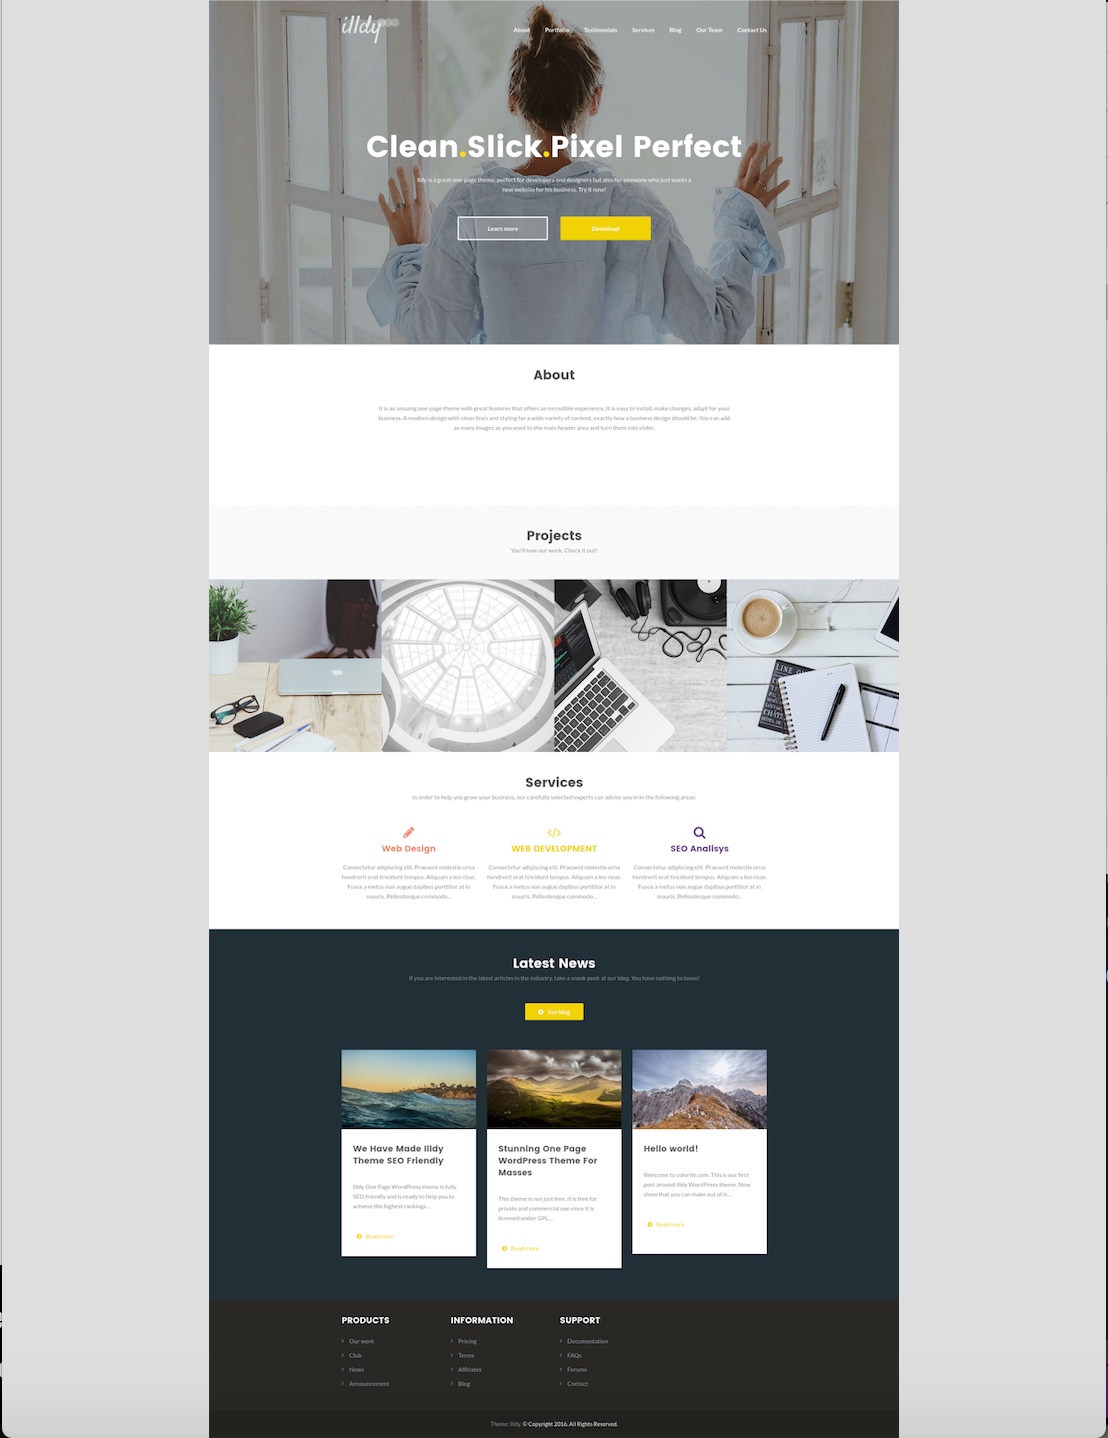 illdy
About Portfolio Testimonials Services Blog Our Team Contact Us
Clean.Slick.Pixel Perfect
Illdy is a great one-page theme, perfect for developers and designers but also for someone who just wants a
new website for his business. Try it now!
Learn more Download
About
It is an amazing one-page theme with great features that offers an incredible experience. It is easy to install, make changes, adapt for your
business. A modern design with clean lines and styling for a wide variety of content, exactly how a business design should be. You can add
as many images as you want to the main header area and turn them into slider.
Projects
You'll love our work. Check it out!
Services
In order to help you grow your business, our carefully selected experts can advise you in in the following areas:
Web Design
Consectetur adipiscing elit. Praesent molestie urna
hendrerit erat tincidunt tempus. Aliquam a leo risus.
Fusce a metus non augue dapibus porttitor at in
mauris. Pellentesque commodo...
WEB DEVELOPMENT
Consectetur adipiscing elit. Praesent molestie urna
hendrerit erat tincidunt tempus. Aliquam a leo risus.
Fusce a metus non augue dapibus porttitor at in
mauris. Pellentesque commodo...
SEO Analisys
Consectetur adipiscing elit. Praesent molestie urna
hendrerit erat tincidunt tempus. Aliquam a leo risus.
Fusce a metus non augue dapibus porttitor at in
mauris. Pellentesque commodo...
Latest News
If you are interested in the latest articles in the industry, take a sneak peek at our blog. You have nothing to loose!
See blog
We Have Made Illdy
Theme SEO Friendly
Illdy One Page WordPress theme is fully
SEO friendly and is ready to help you to
achieve the highest rankings...
Read more
Stunning One Page
WordPress Theme For
Masses
This theme is not just free, it is free for
private and commercial use since it is
licensed under GPL...
Read more
Hello world!
Welcome to colorlib.com. This is our first
post around Illdy WordPress theme. Now
show that you can make out of it....
Read more
PRODUCTS
Our work
Club
News
Announcement
INFORMATION
Pricing
Terms
Affiliates
Blog
SUPPORT
Documentation
FAQs
Forums
Contact
Theme: Illdy. © Copyright 2016. All Rights Reserved.